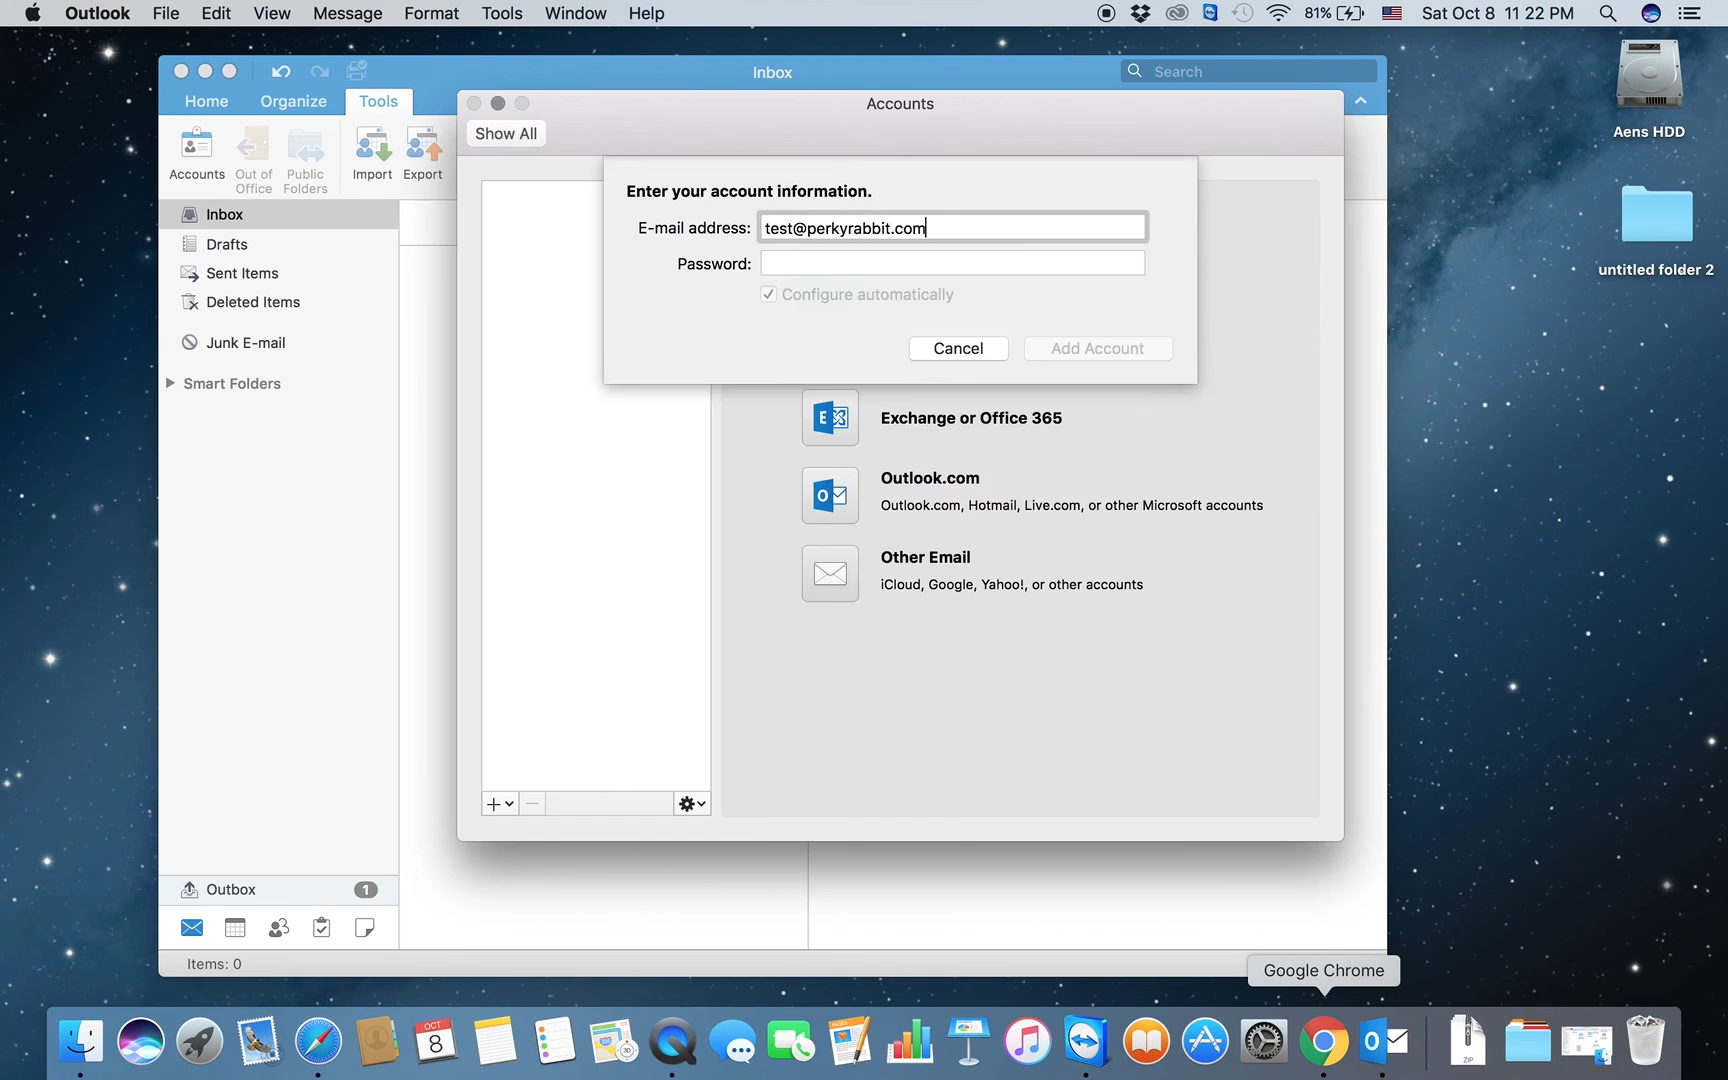 Outlook File Edit View Message Format Tools Window Help
81% Sat Oct 8 11 22 PM
Inbox
Search
Home Organize Tools
Accounts
Show All
Accounts
Out of
Office
Public
Folders
Import
Export
Inbox
Drafts
Sent Items
Deleted Items
Junk E-mail
Smart Folders
Enter your account information.
E-mail address: test@perkyrabbit.com
Password:
Configure automatically
Cancel Add Account
Exchange or Office 365
Outlook.com
Outlook.com, Hotmail, Live.com, or other Microsoft accounts
Other Email
iCloud, Google, Yahoo!, or other accounts
Outbox 1
Items: 0
Aens HDD
untitled folder 2
Google Chrome
OCT
8
3D
ZIP